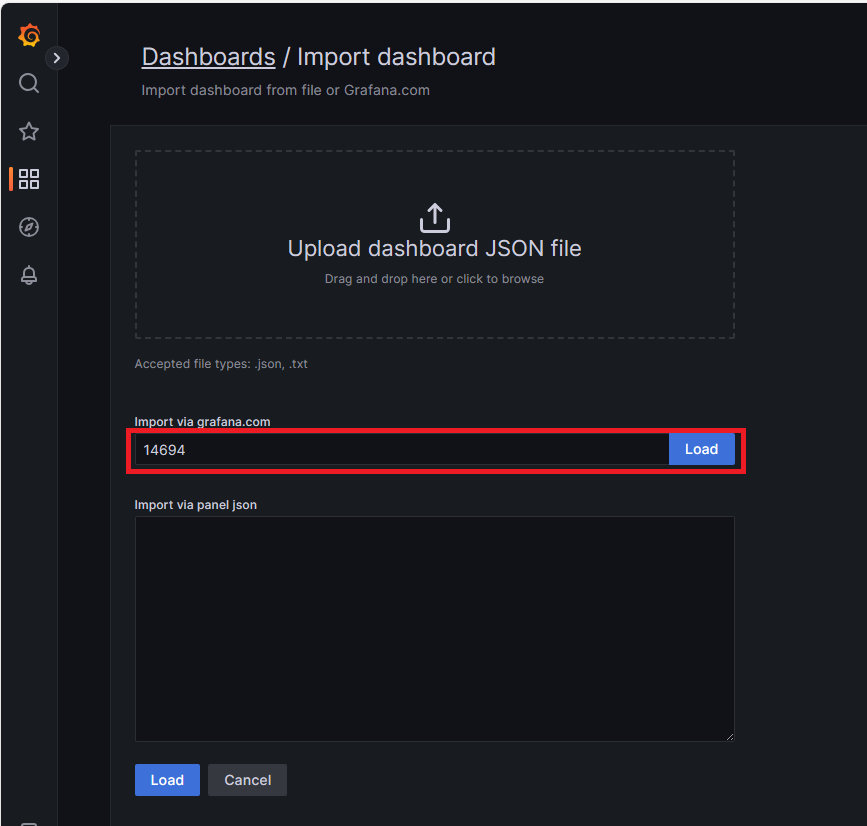 Dashboards / Import dashboard
Import dashboard from file or Grafana.com
Upload dashboard JSON file
Drag and drop here or click to browse
Accepted file types: .json, .txt
Import via grafana.com
14694 Load
Import via panel json
Load Cancel